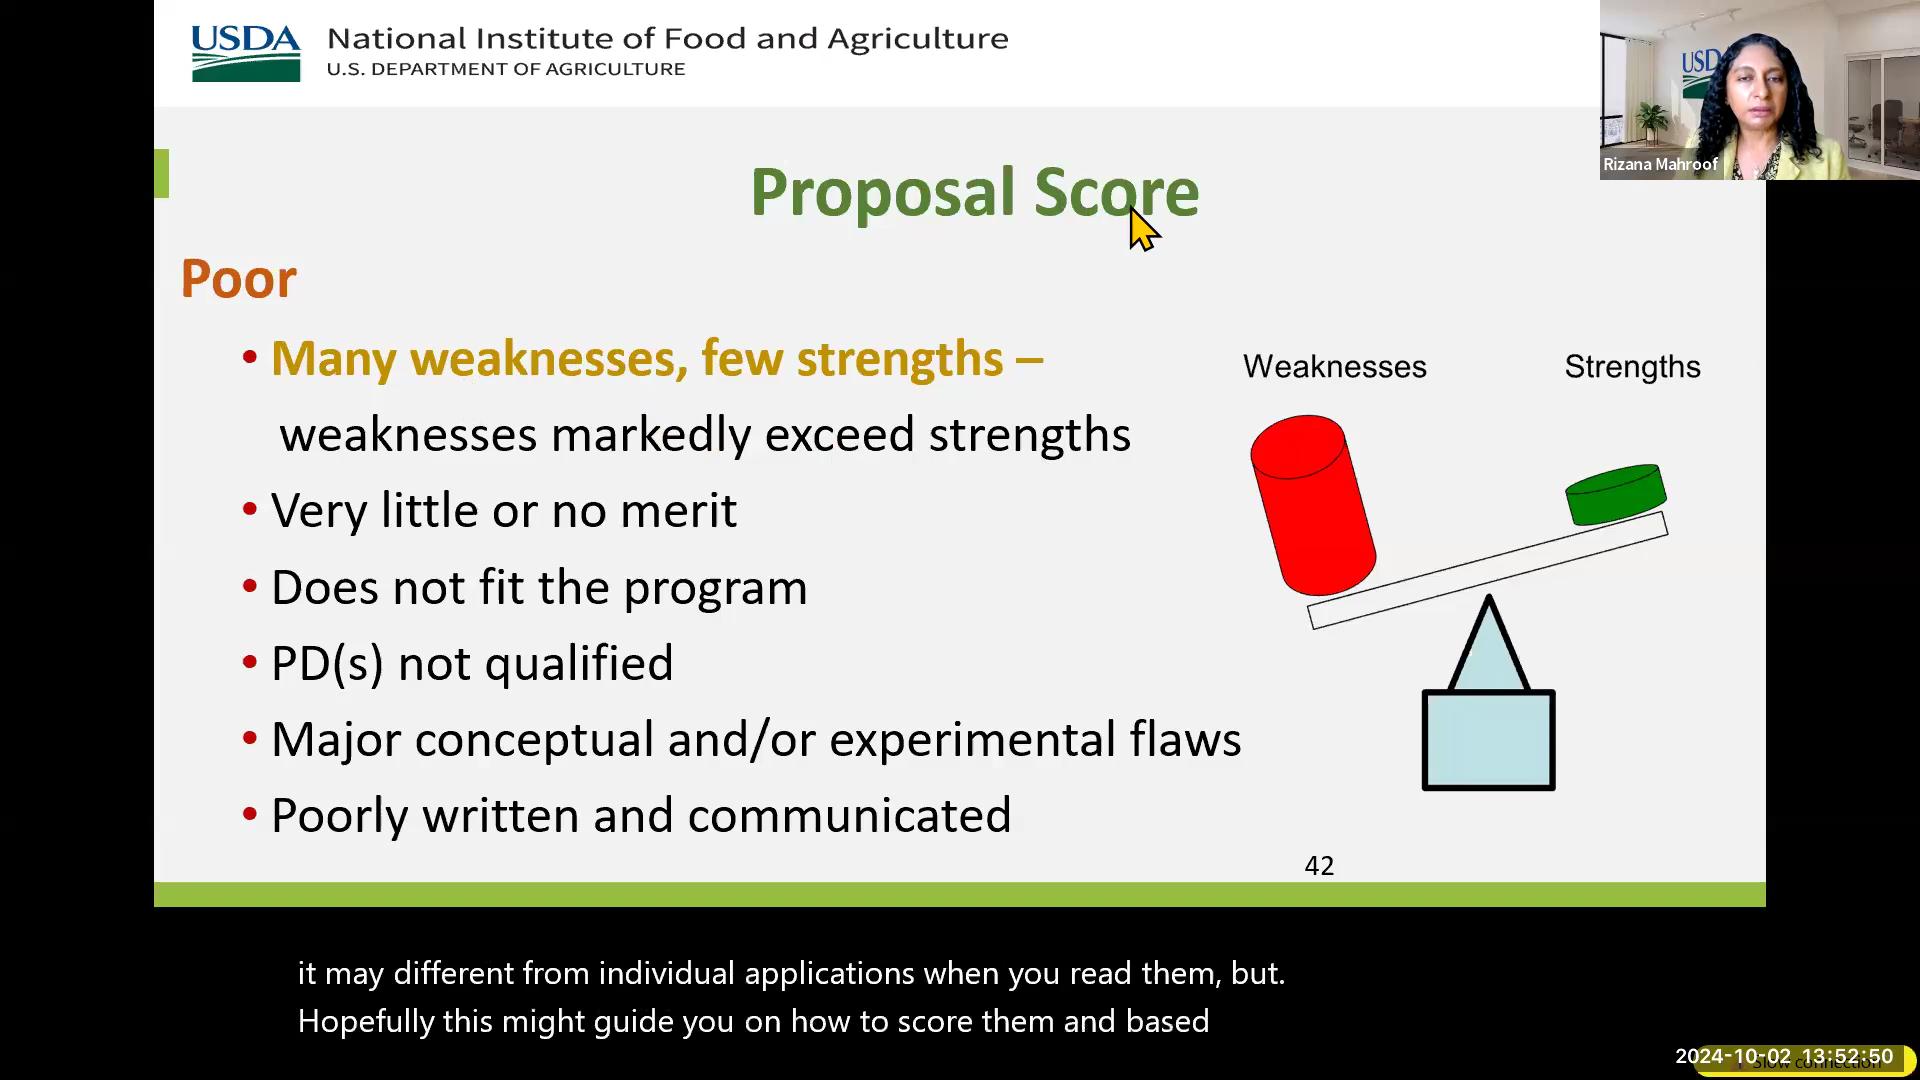 USDA
National Institute of Food and Agriculture
U.S. DEPARTMENT OF AGRICULTURE
USD
Rizana Mahroof
Proposal Score
Poor
• Many weaknesses, few strengths –
weaknesses markedly exceed strengths
• Very little or no merit
• Does not fit the program
• PD(s) not qualified
• Major conceptual and/or experimental flaws
• Poorly written and communicated
Weaknesses
Strengths
42
it may different from individual applications when you read them, but.
Hopefully this might guide you on how to score them and based
2024-10-02 13:52:50
Slow connection